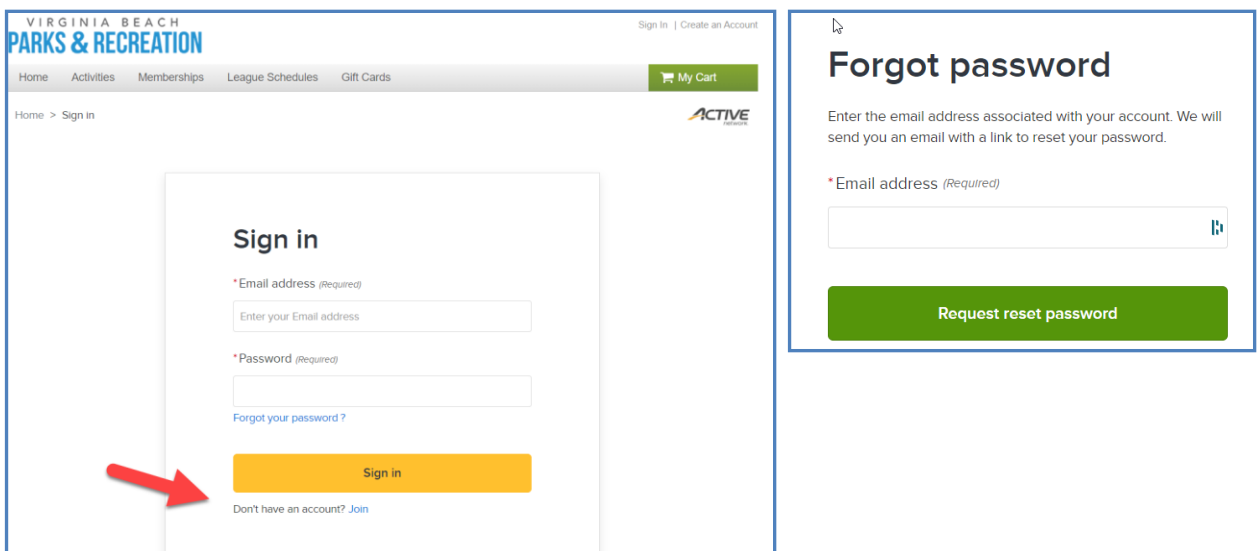 VIRGINIA BEACH
PARKS & RECREATION
Sign In | Create an Account
Home Activities Memberships League Schedules Gift Cards
My Cart
Home > Sign in
ACTIVE
network
Sign in
*Email address (Required)
Enter your Email address
*Password (Required)
Forgot your password ?
Sign in
Don't have an account? Join
Forgot password
Enter the email address associated with your account. We will
send you an email with a link to reset your password.
*Email address (Required)
Request reset password